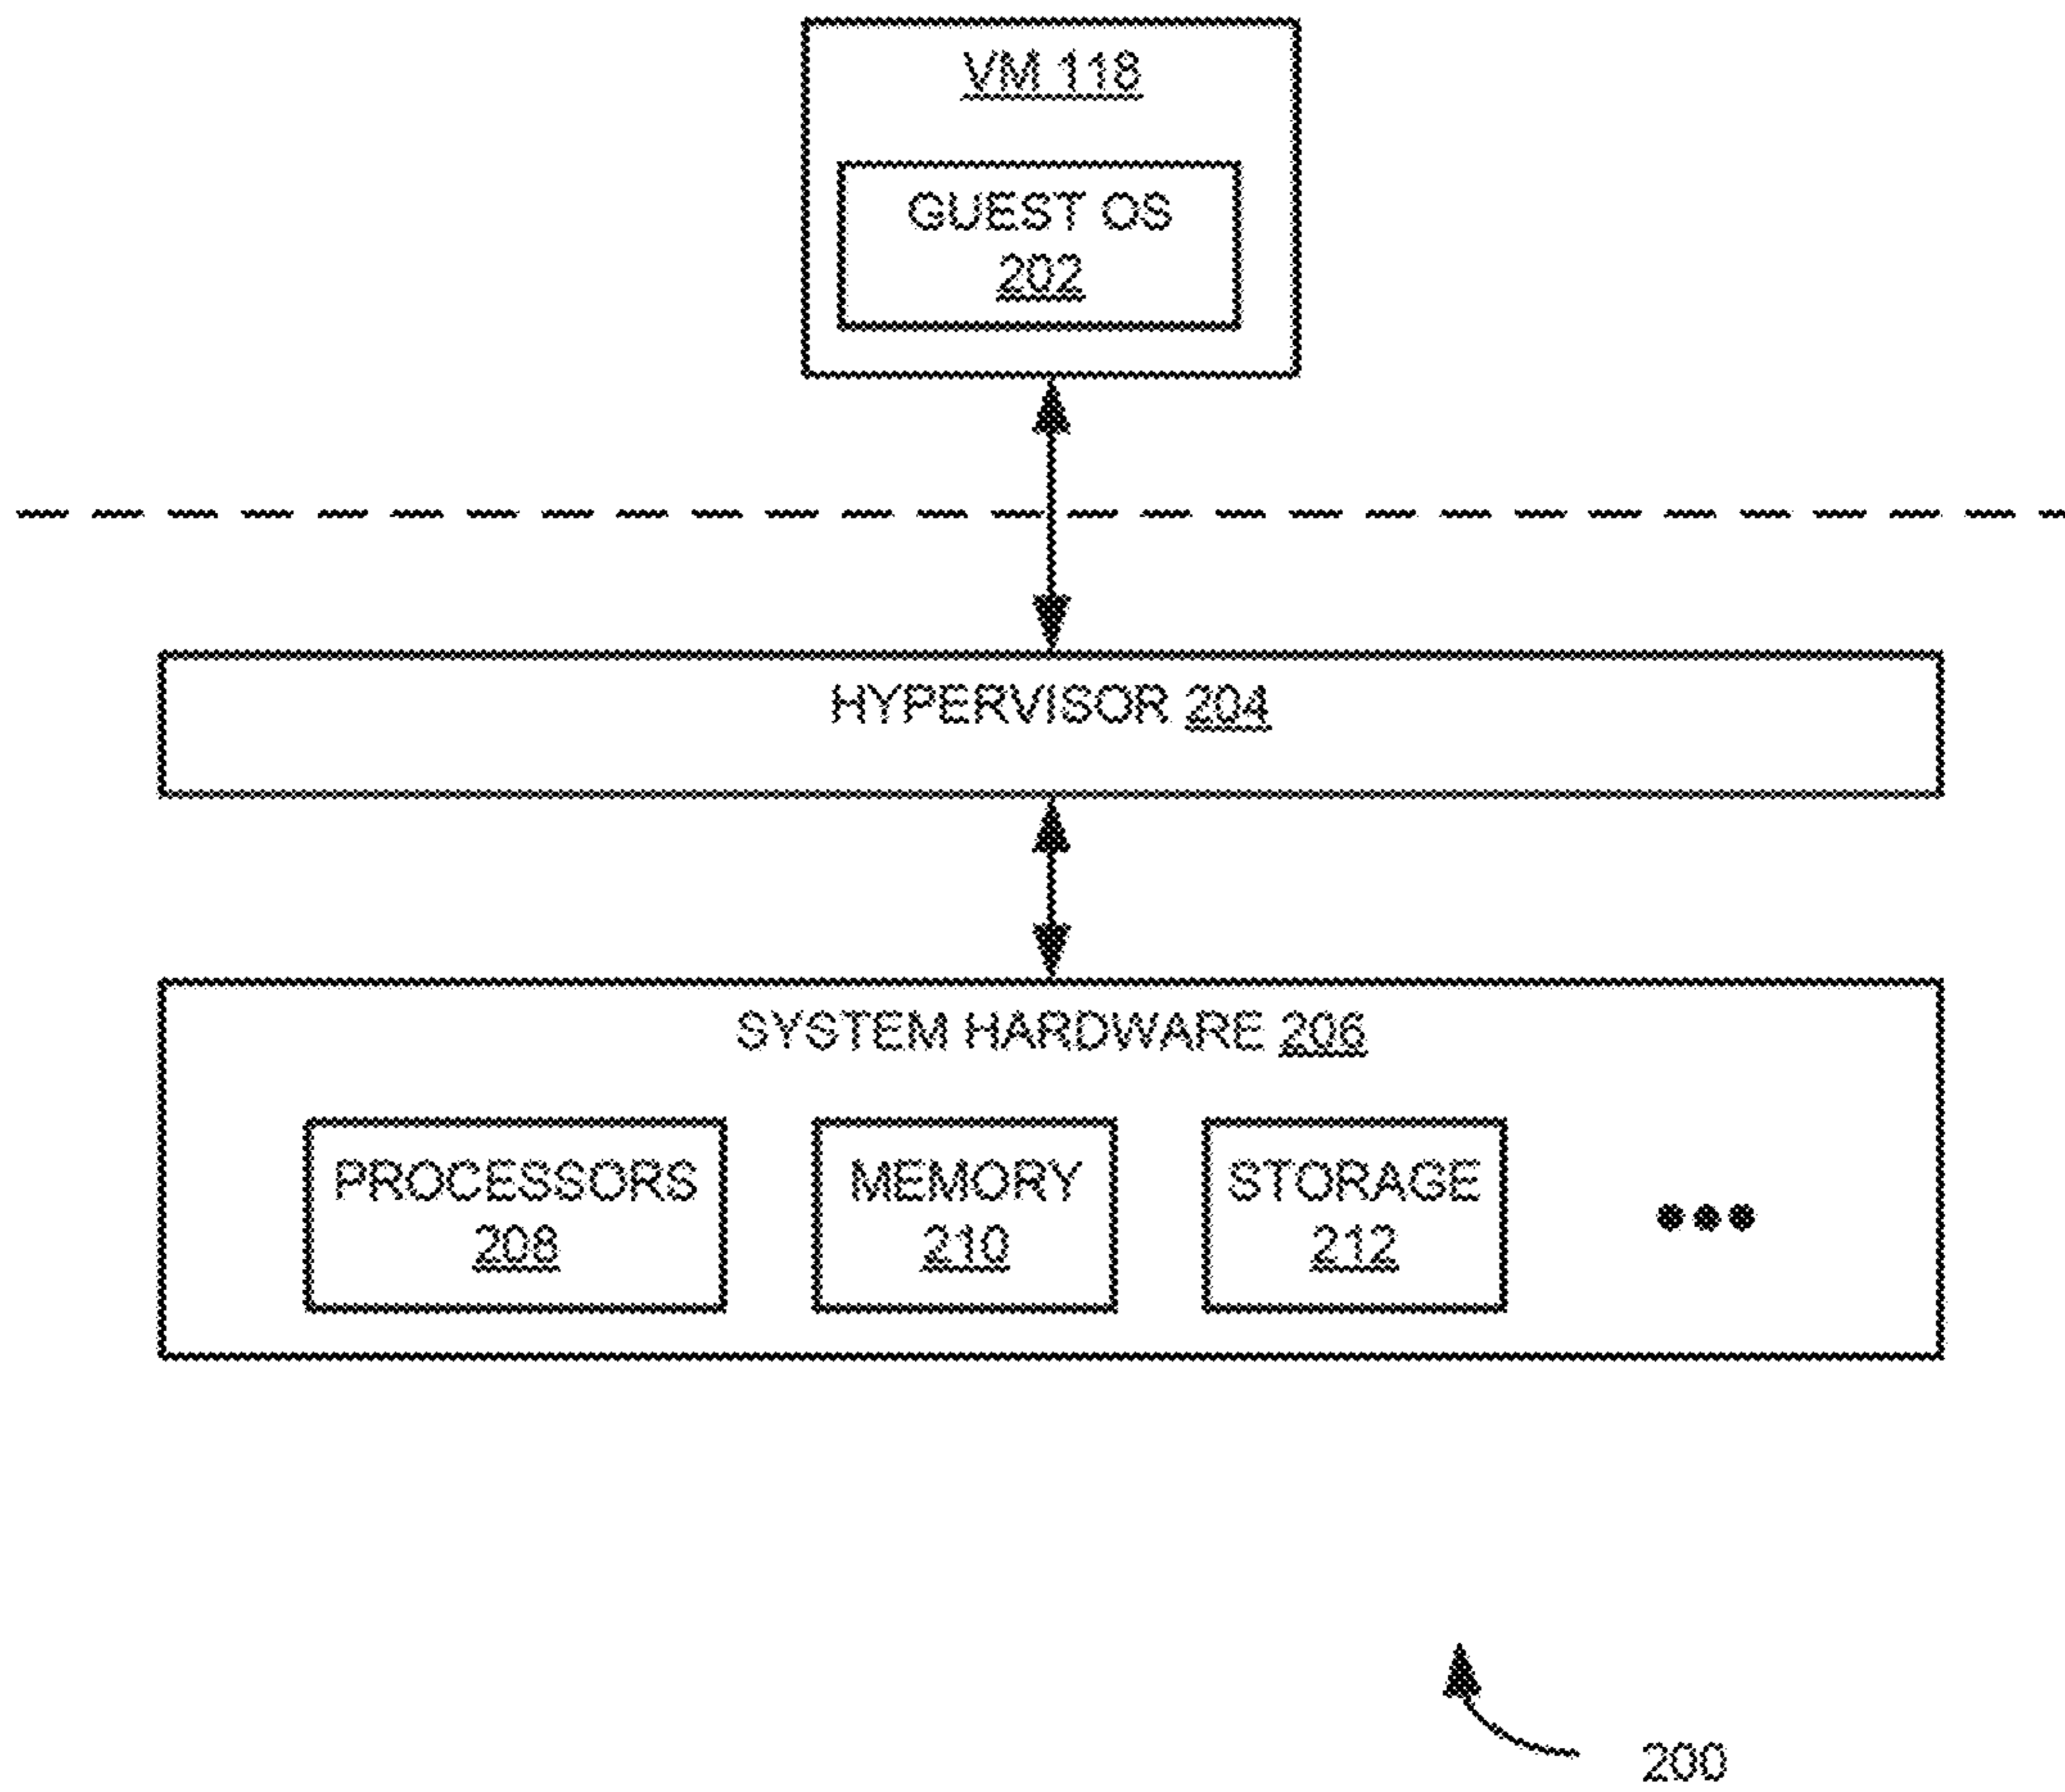 VM 118
GUEST OS
202
HYPERVISOR 204
SYSTEM HARDWARE 206
PROCESSORS
208
MEMORY
210
STORAGE
212
200